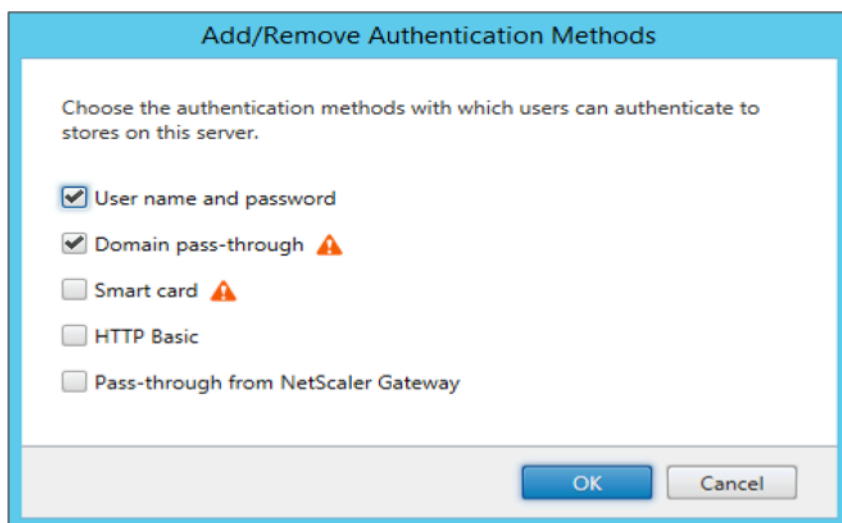 Add/Remove Authentication Methods
Choose the authentication methods with which users can authenticate to
stores on this server.
User name and password
Domain pass-through
Smart card
HTTP Basic
Pass-through from NetScaler Gateway
OK
Cancel